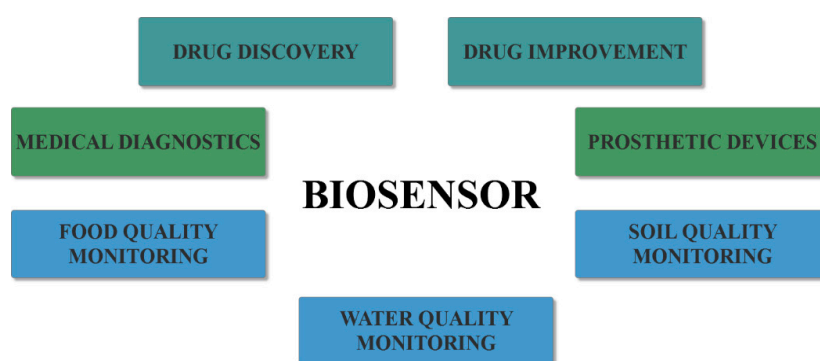 DRUG DISCOVERY
DRUG IMPROVEMENT
MEDICAL DIAGNOSTICS
PROSTHETIC DEVICES
BIOSENSOR
FOOD QUALITY
MONITORING
SOIL QUALITY
MONITORING
WATER QUALITY
MONITORING